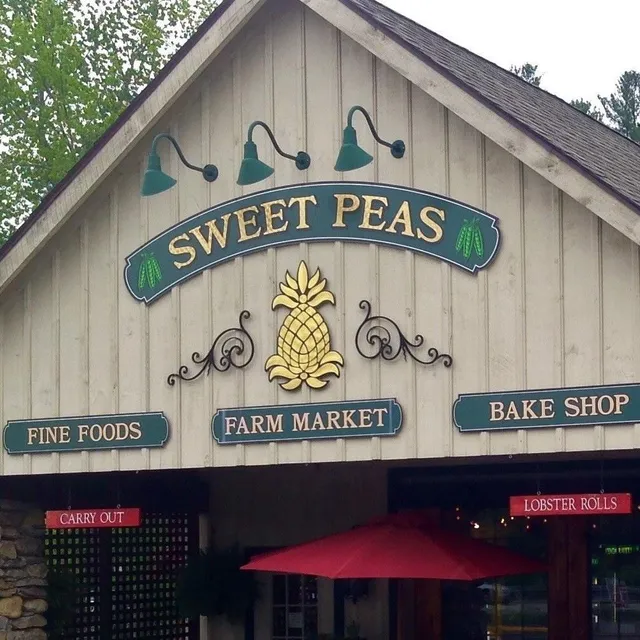 SWEET PEAS
FINE FOODS
FARM MARKET
BAKE SHOP
CARRY OUT
LOBSTER ROLLS